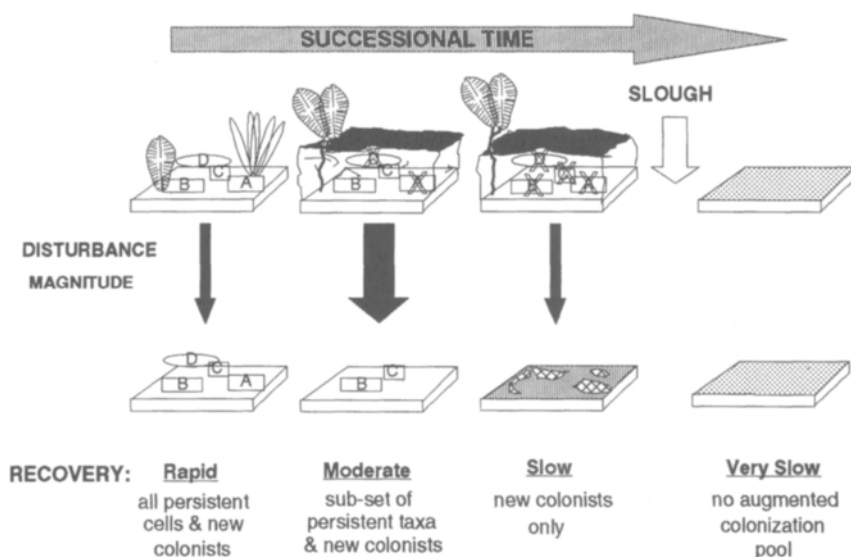 SUCCESSIONAL TIME
SLOUGH
D
C
B
A
D
C
B
A
D
C
B
A
DISTURBANCE
MAGNITUDE
D
C
B
A
C
B
RECOVERY:
Rapid
all persistent
cells & new
colonists
Moderate
sub-set of
persistent taxa
& new colonists
Slow
new colonists
only
Very Slow
no augmented
colonization
pool